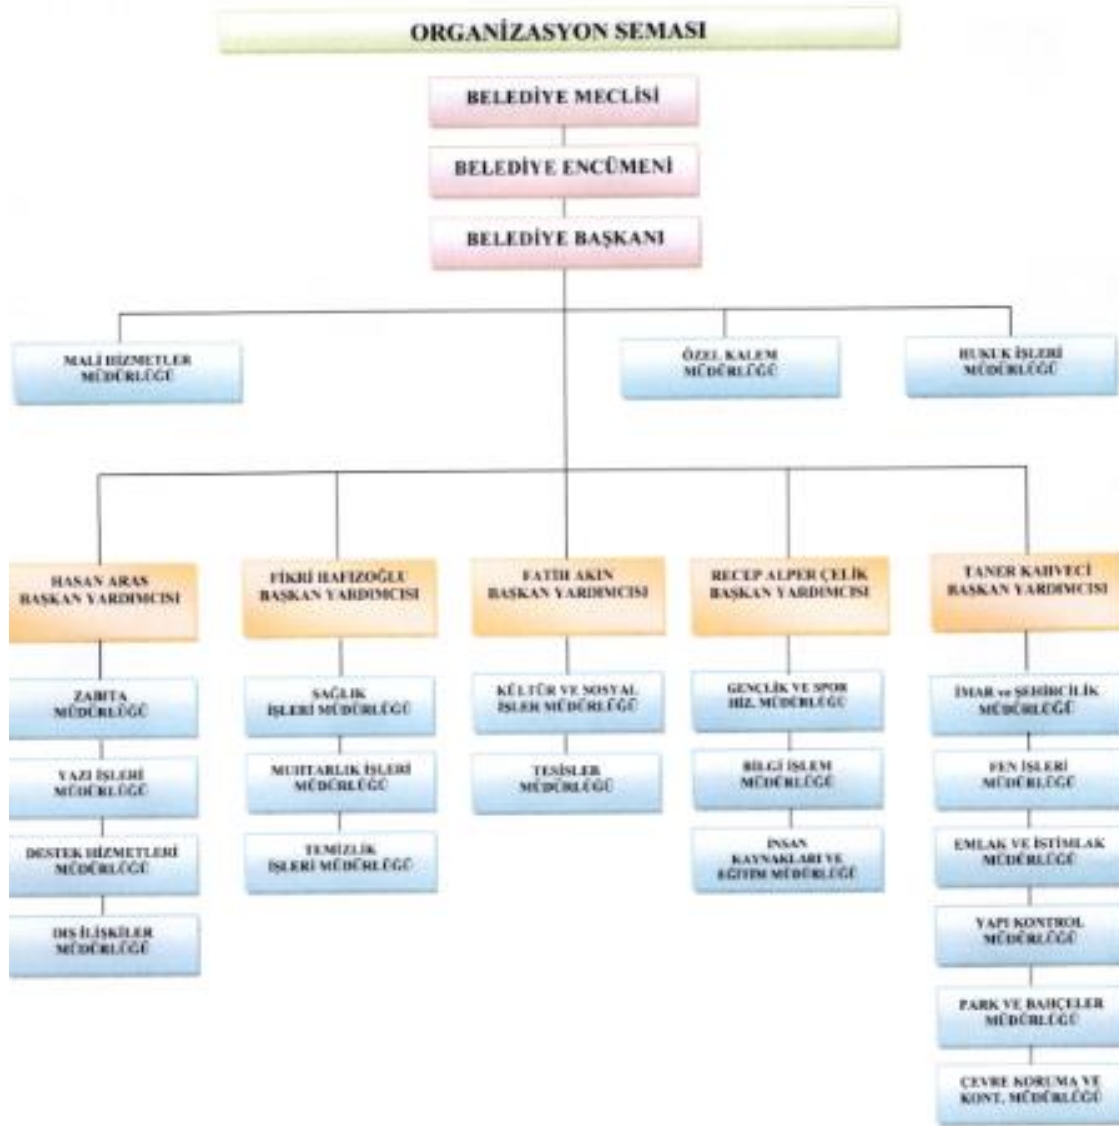 ORGANİZASYON SEMASI
BELEDİYE MECLİSİ
BELEDİYE ENCÜMENİ
BELEDİYE BAŞKANI
MALİ HİZMETLER
MÜDÜRLÜĞÜ
ÖZEL KALEM
MÜDÜRLÜĞÜ
HUKUK İŞLERİ
MÜDÜRLÜĞÜ
HASAN ARAS
BAŞKAN YARDIMCISI
ZABITA
MÜDÜRLÜĞÜ
YAZI İŞLERİ
MÜDÜRLÜĞÜ
DESTEK HİZMETLERİ
MÜDÜRLÜĞÜ
DIS İLİŞKİLER
MÜDÜRLÜĞÜ
FİKRİ HAFIZOĞLU
BAŞKAN YARDIMCISI
SAĞLIK
İŞLERİ MÜDÜRLÜĞÜ
MUHTARLIK İŞLERİ
MÜDÜRLÜĞÜ
TEMİZLİK
İŞLERİ MÜDÜRLÜĞÜ
FATİH AKIN
BAŞKAN YARDIMCISI
KÜLTÜR VE SOSYAL
İŞLER MÜDÜRLÜĞÜ
TESİSLER
MÜDÜRLÜĞÜ
RECEP ALPER ÇELİK
BAŞKAN YARDIMCISI
GENÇLİK VE SPOR
HİZ. MÜDÜRLÜĞÜ
BİLGİ İŞLEM
MÜDÜRLÜĞÜ
İNSAN
KAYNAKLARI VE
EĞİTİM MÜDÜRLÜĞÜ
TANER KAHVECİ
BAŞKAN YARDIMCISI
İMAR ve ŞEHİRCİLİK
MÜDÜRLÜĞÜ
FEN İŞLERİ
MÜDÜRLÜĞÜ
EMLAK VE İSTİMLAK
MÜDÜRLÜĞÜ
YAPI KONTROL
MÜDÜRLÜĞÜ
PARK VE BAHÇELER
MÜDÜRLÜĞÜ
ÇEVRE KORUMA VE
KONT. MÜDÜRLÜĞÜ